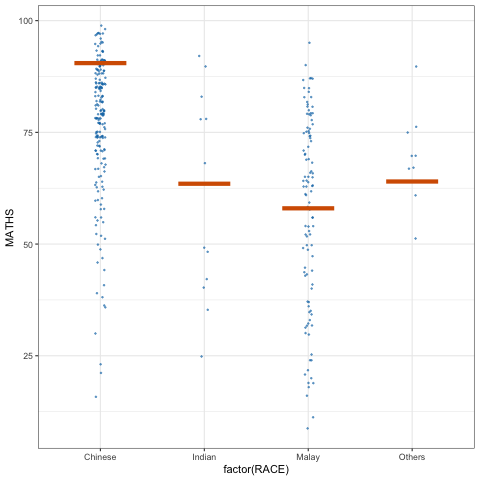 100
75
50
25
MATHS
Chinese
Indian
Malay
Others
factor(RACE)